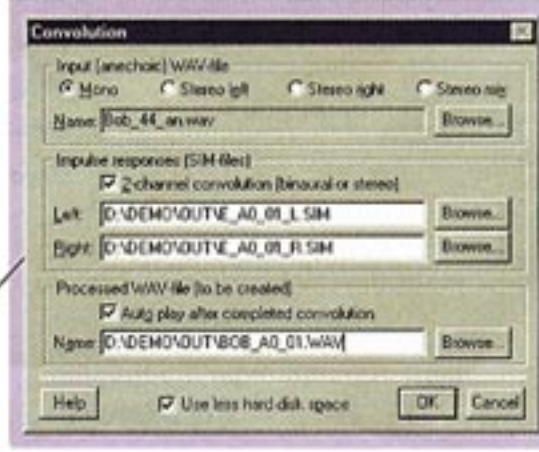 Convolution
Input (anechoic) WAV-file
Mono Stereo left Stereo right Stereo mix
Name: Bob_44_an.wav Browse...
Impulse responses (SIM-files)
2-channel convolution (binaural or stereo)
Left: D:\DEMO\OUT\E_A0_01_L.SIM Browse...
Right: D:\DEMO\OUT\E_A0_01_R.SIM Browse...
Processed WAV-file (to be created)
Auto play after completed convolution
Name: D:\DEMO\OUT\BOB_A0_01.WAV Browse...
Help Use less hard-disk space OK Cancel